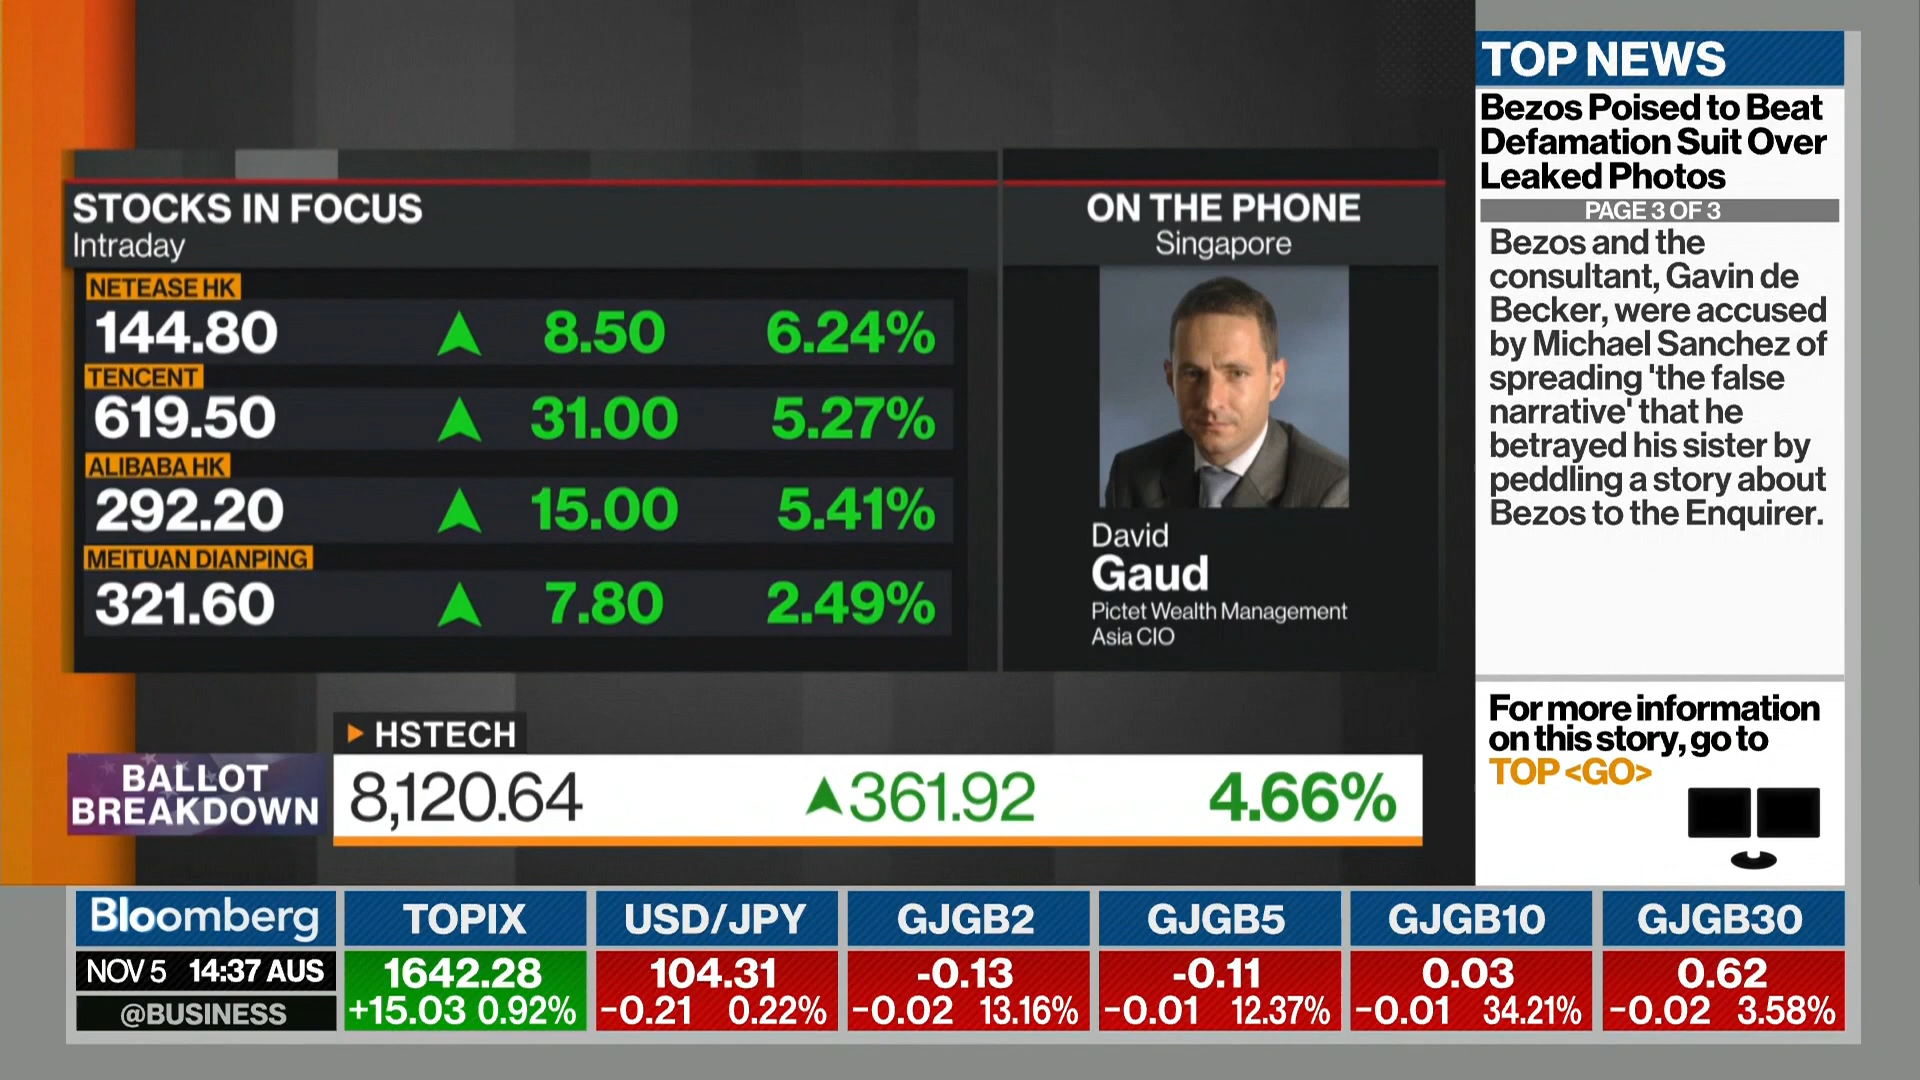 STOCKS IN FOCUS
Intraday
NETEASE HK
144.80 ▲ 8.50 6.24%
TENCENT
619.50 ▲ 31.00 5.27%
ALIBABA HK
292.20 ▲ 15.00 5.41%
MEITUAN DIANPING
321.60 ▲ 7.80 2.49%
ON THE PHONE
Singapore
David
Gaud
Pictet Wealth Management
Asia CIO
HSTECH
BALLOT
BREAKDOWN
8,120.64 ▲361.92 4.66%
TOP NEWS
Bezos Poised to Beat
Defamation Suit Over
Leaked Photos
PAGE 3 OF 3
Bezos and the
consultant, Gavin de
Becker, were accused
by Michael Sanchez of
spreading 'the false
narrative' that he
betrayed his sister by
peddling a story about
Bezos to the Enquirer.
For more information
on this story, go to
TOP <GO>
Bloomberg
NOV 5 14:37 AUS
@BUSINESS
TOPIX
1642.28
+15.03 0.92%
USD/JPY
104.31
-0.21 0.22%
GJGB2
-0.13
-0.02 13.16%
GJGB5
-0.11
-0.01 12.37%
GJGB10
0.03
-0.01 34.21%
GJGB30
0.62
-0.02 3.58%